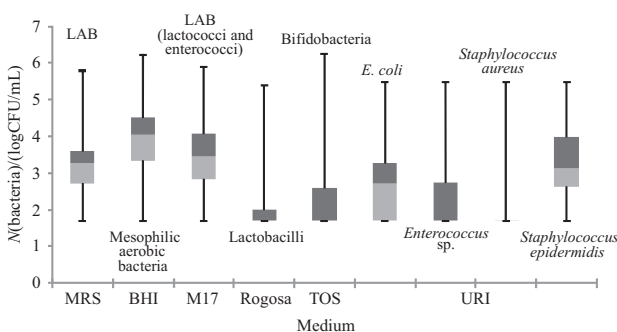 N(bacteria)/(logCFU/mL)
7
6
5
4
3
2
1
0
LAB
LAB
(lactococci and
enterococci)
Bifidobacteria
E. coli
Staphylococcus
aureus
Mesophilic
aerobic
bacteria
Lactobacilli
Enterococcus
sp.
Staphylococcus
epidermidis
MRS BHI M17 Rogosa TOS URI
Medium